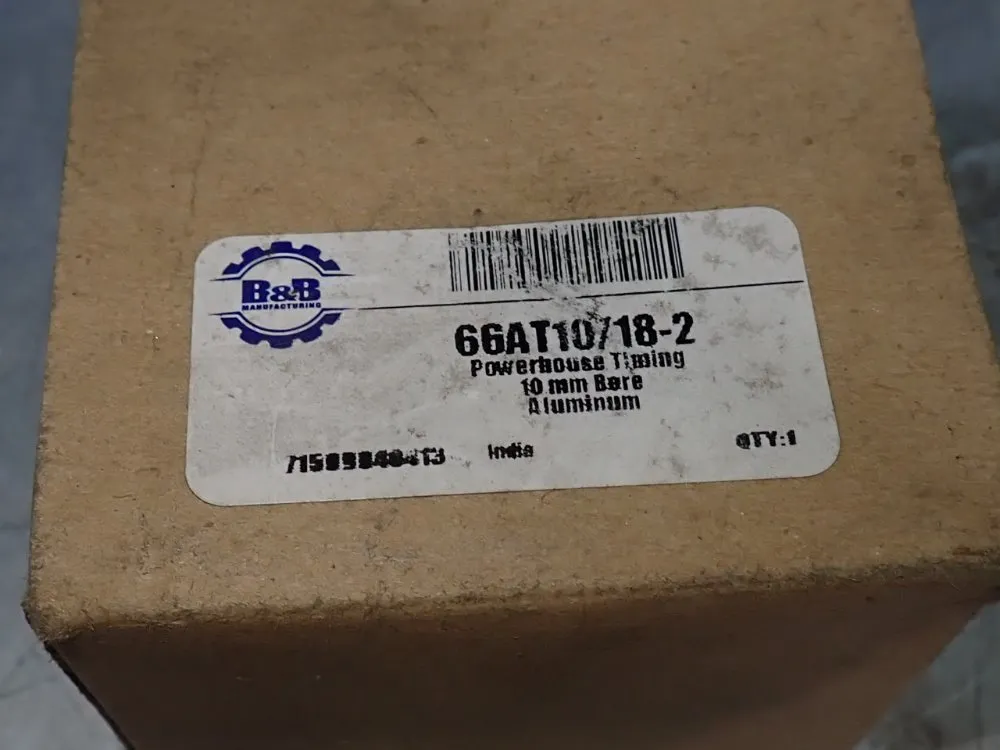 B&B
MANUFACTURING
66AT10/18-2
Powerhouse Timing
10 mm Bore
Aluminum
India
QTY:1